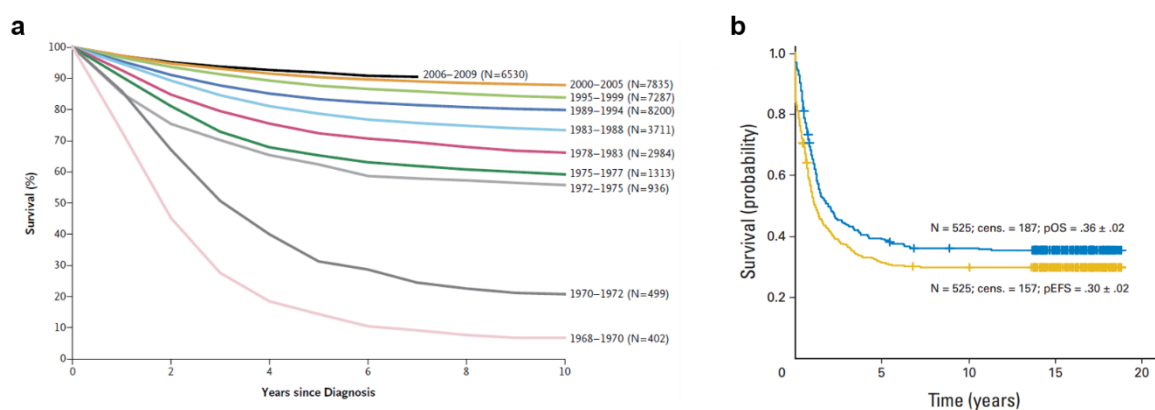 a
100
90
80
70
60
50
40
30
20
10
0
Survival (%)
0 2 4 6 8 10
Years since Diagnosis
2006–2009 (N=6530)
2000–2005 (N=7835)
1995–1999 (N=7287)
1989–1994 (N=8200)
1983–1988 (N=3711)
1978–1983 (N=2984)
1975–1977 (N=1313)
1972–1975 (N=936)
1970–1972 (N=499)
1968–1970 (N=402)
b
1.0
0.8
0.6
0.4
0.2
Survival (probability)
N = 525; cens. = 187; pOS = .36 ± .02
N = 525; cens. = 157; pEFS = .30 ± .02
0 5 10 15 20
Time (years)